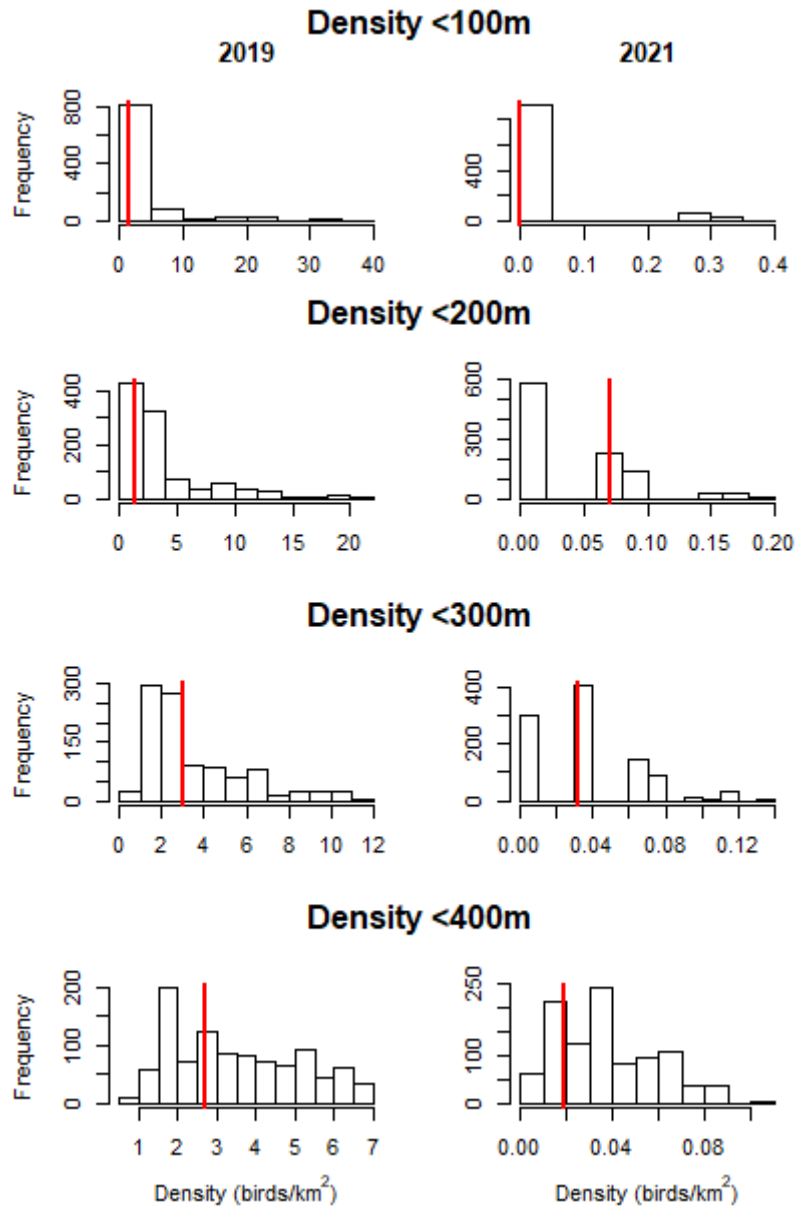 Density <100m
2019 2021
Frequency
0 400 800
0 10 20 30 40
0 400
0.0 0.1 0.2 0.3 0.4
Density <200m
Frequency
0 200 400
0 5 10 15 20
0 300 600
0.00 0.05 0.10 0.15 0.20
Density <300m
Frequency
0 150 300
0 2 4 6 8 10 12
0 200 400
0.00 0.04 0.08 0.12
Density <400m
Frequency
0 100 200
1 2 3 4 5 6 7
Density (birds/km²)
0 100 250
0.00 0.04 0.08
Density (birds/km²)